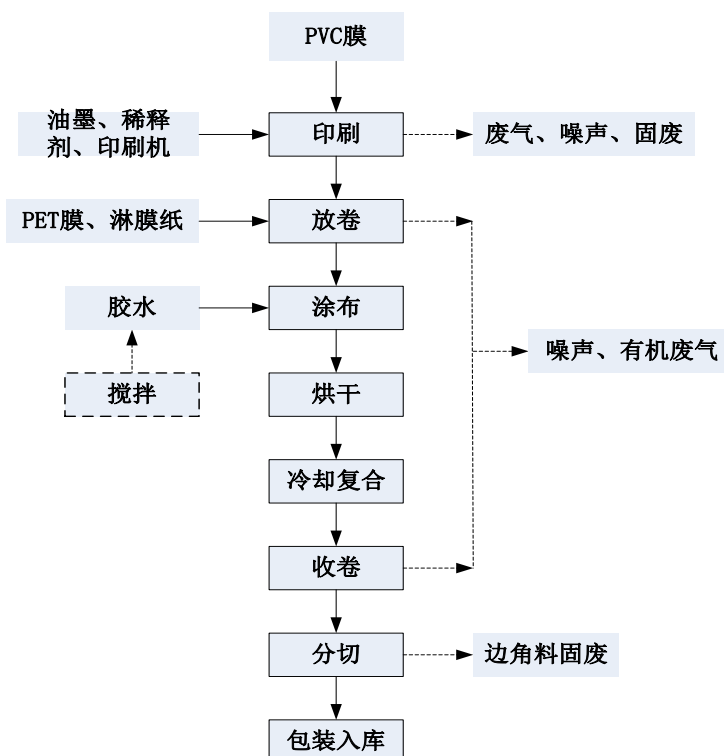 PVC膜
油墨、稀释
剂、印刷机
印刷
废气、噪声、固废
PET膜、淋膜纸
放卷
胶水
涂布
噪声、有机废气
搅拌
烘干
冷却复合
收卷
分切
边角料固废
包装入库